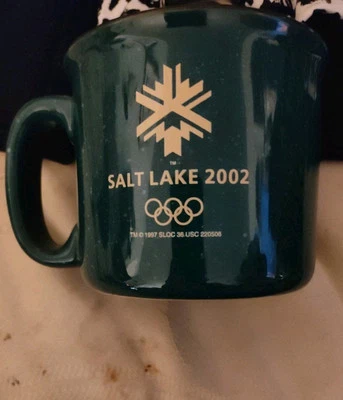 TM
SALT LAKE 2002
TM © 1997 SLOC 36 USC 220506